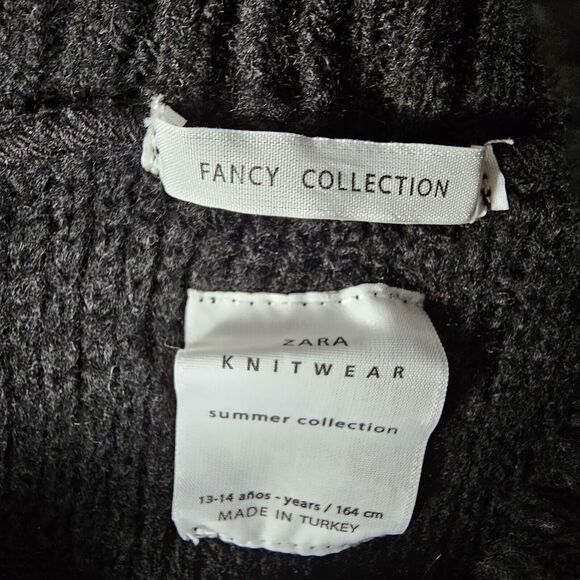 FANCY COLLECTION
ZARA
KNITWEAR
summer collection
13-14 años - years / 164 cm
MADE IN TURKEY